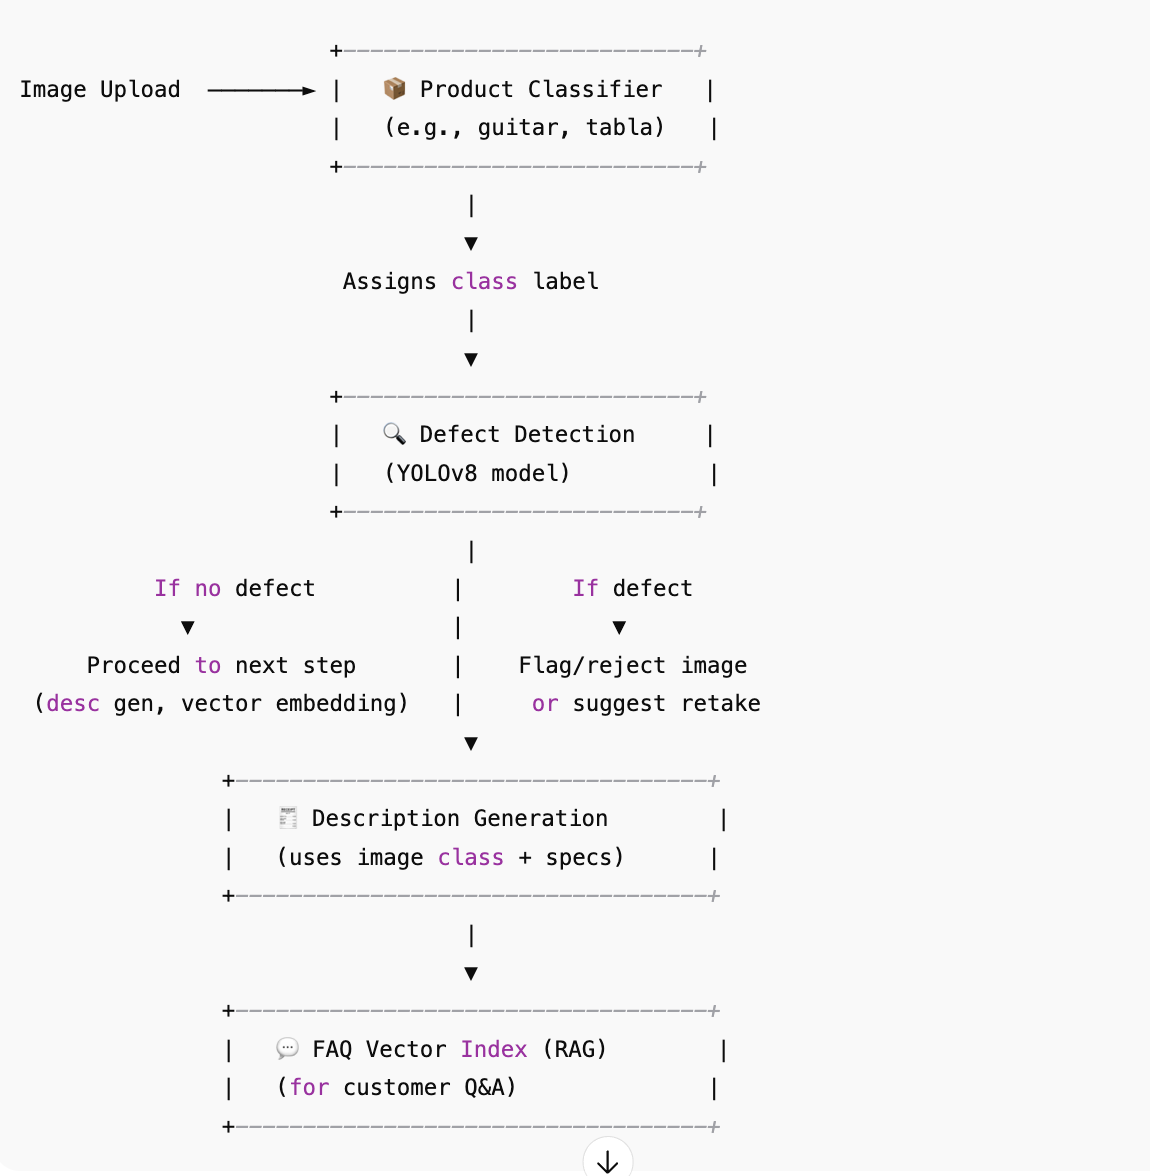 +--------------------------+
Image Upload ───────► | 📦 Product Classifier |
| (e.g., guitar, tabla) |
+--------------------------+
|
▼
Assigns class label
|
▼
+--------------------------+
| 🔍 Defect Detection |
| (YOLOv8 model) |
+--------------------------+
|
If no defect | If defect
▼ | ▼
Proceed to next step | Flag/reject image
(desc gen, vector embedding) | or suggest retake
▼
+-----------------------------------+
| 🧾 Description Generation |
| (uses image class + specs) |
+-----------------------------------+
|
▼
+-----------------------------------+
| 💬 FAQ Vector Index (RAG) |
| (for customer Q&A) |
+-----------------------------------+